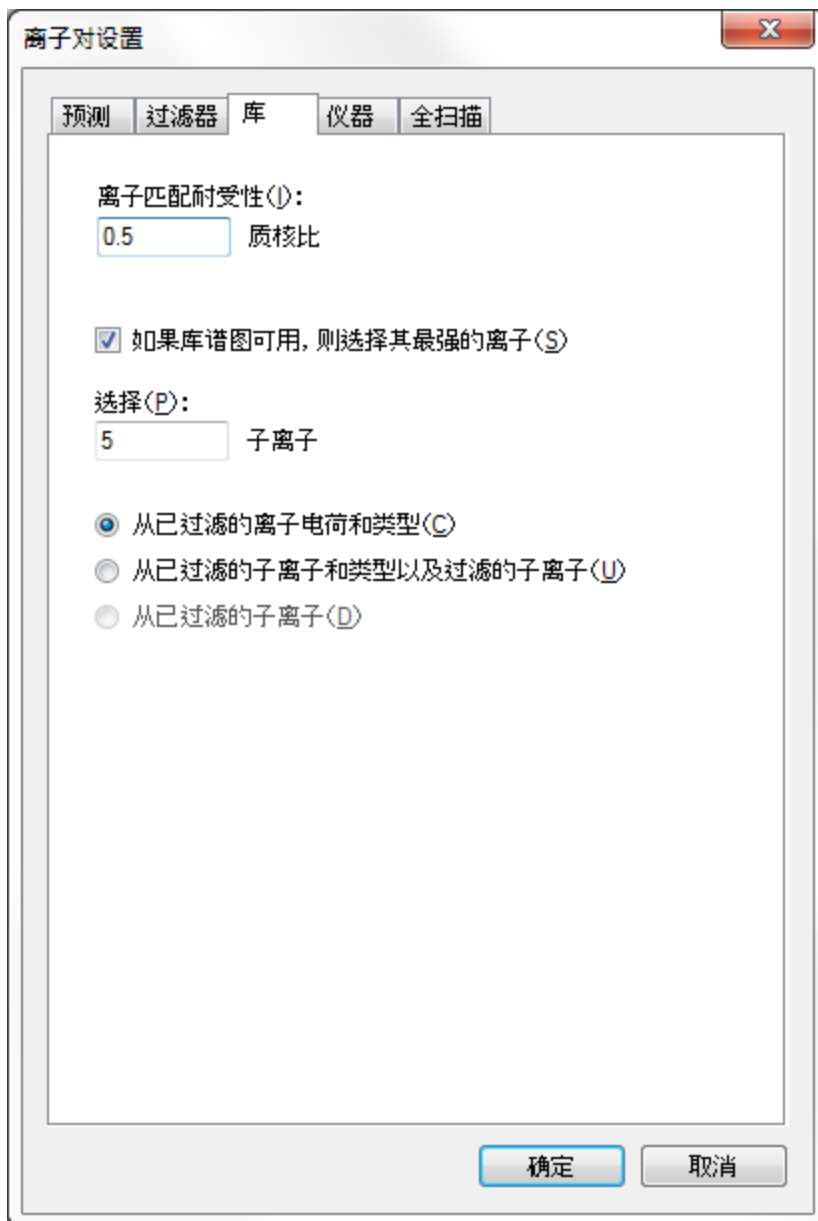 离子对设置
预测 过滤器 库 仪器 全扫描
离子匹配耐受性(I):
0.5 质核比
如果库谱图可用, 则选择其最强的离子(S)
选择(P):
5 子离子
从已过滤的离子电荷和类型(C)
从已过滤的子离子和类型以及过滤的子离子(U)
从已过滤的子离子(D)
确定 取消